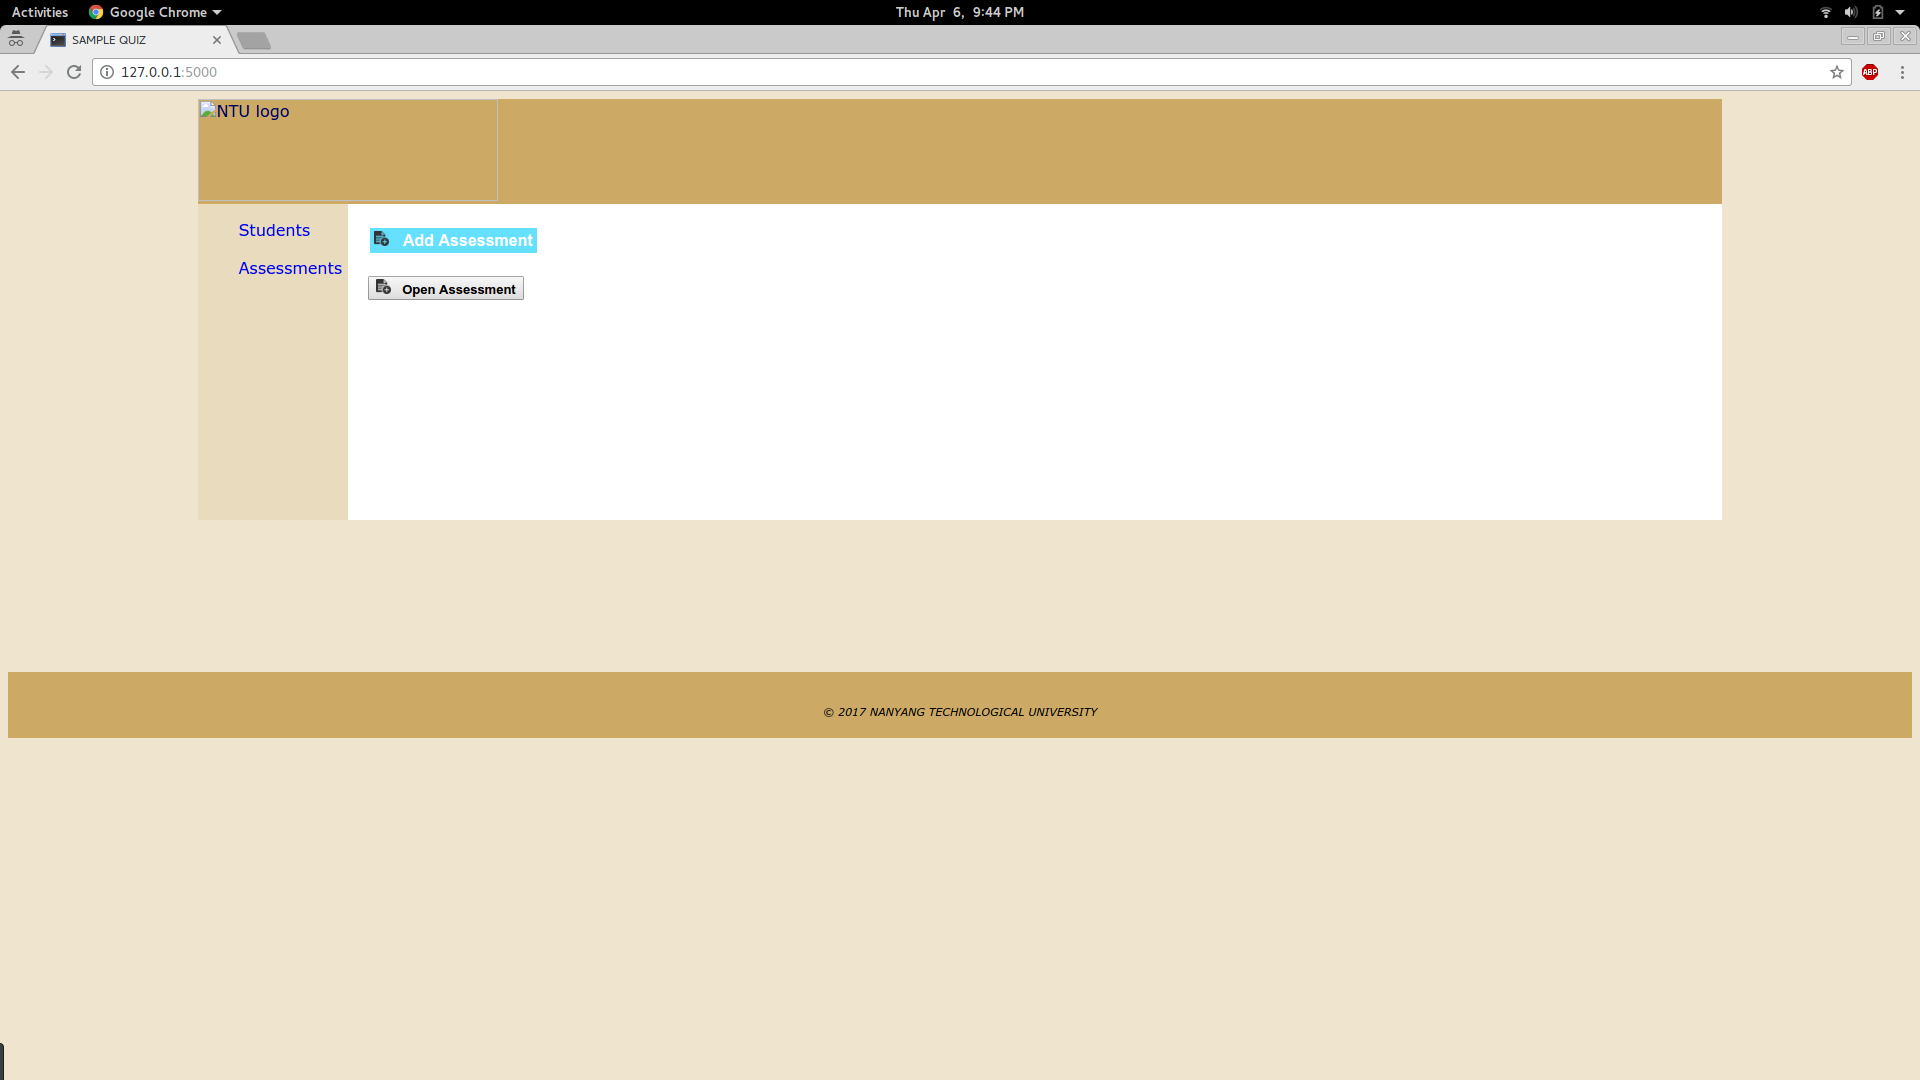 Activities Google Chrome Thu Apr 6, 9:44 PM
SAMPLE QUIZ
127.0.0.1:5000 ABP
NTU logo
Students
Assessments
Add Assessment
Open Assessment
© 2017 NANYANG TECHNOLOGICAL UNIVERSITY